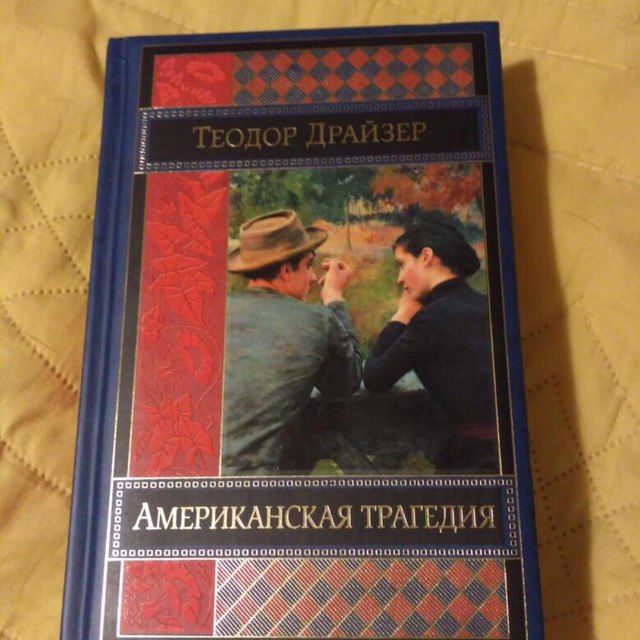 Теодор Драйзер
Американская трагедия